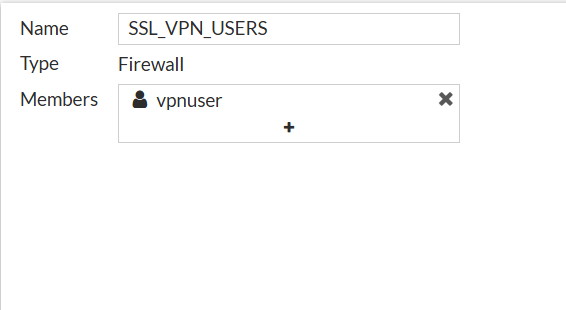 Name SSL_VPN_USERS
Type Firewall
Members vpnuser